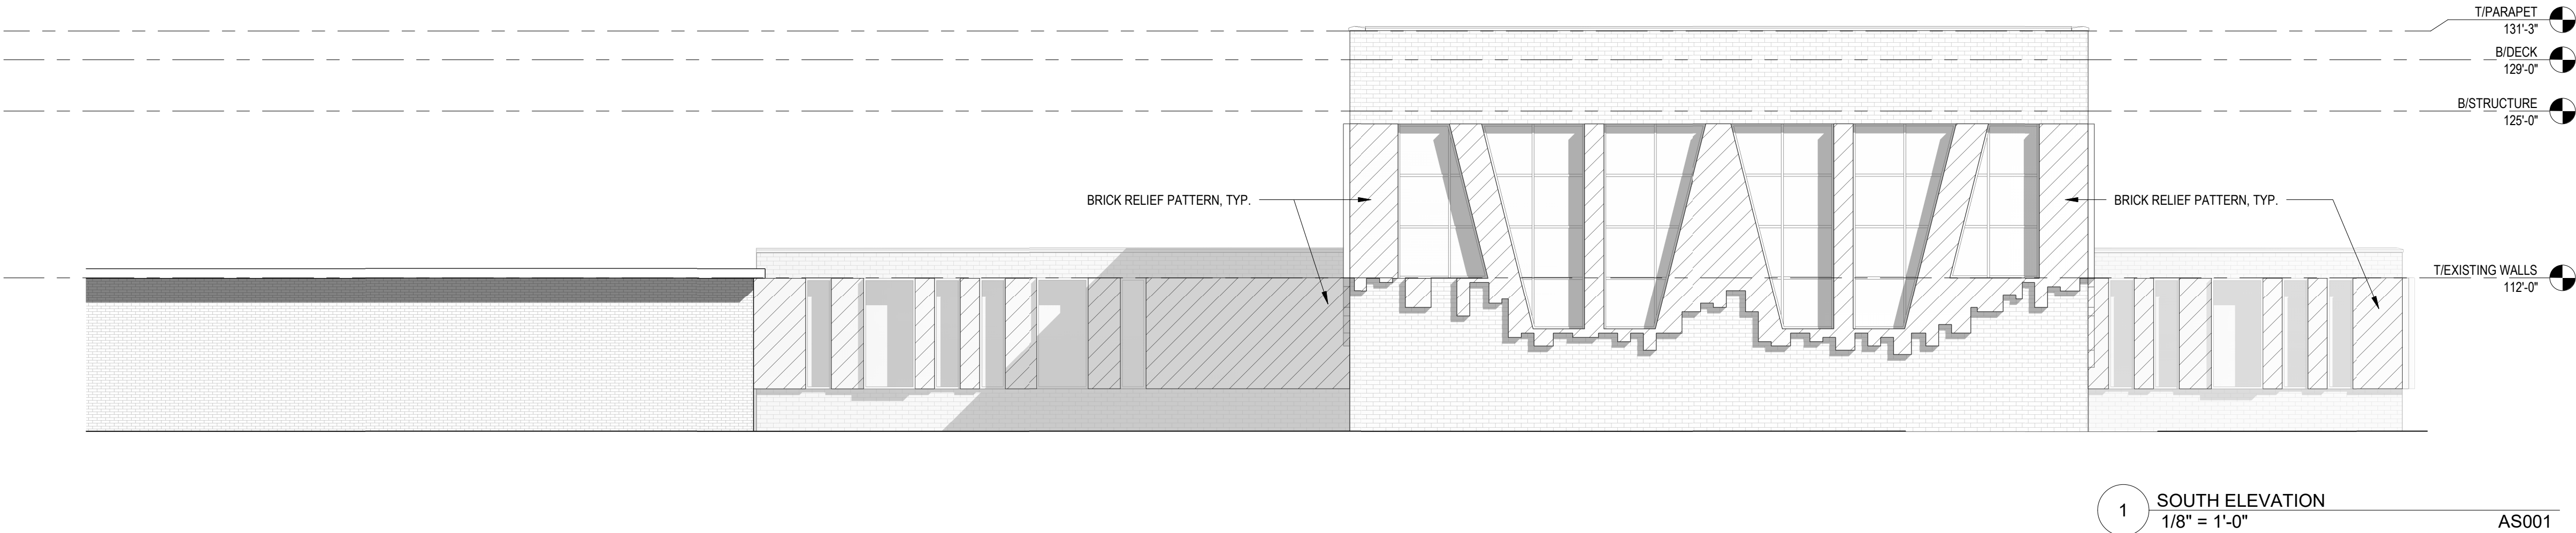 T/PARAPET
131'-3"
B/DECK
129'-0"
B/STRUCTURE
125'-0"
BRICK RELIEF PATTERN, TYP.
BRICK RELIEF PATTERN, TYP.
T/EXISTING WALLS
112'-0"
1
SOUTH ELEVATION
1/8" = 1'-0"
AS001